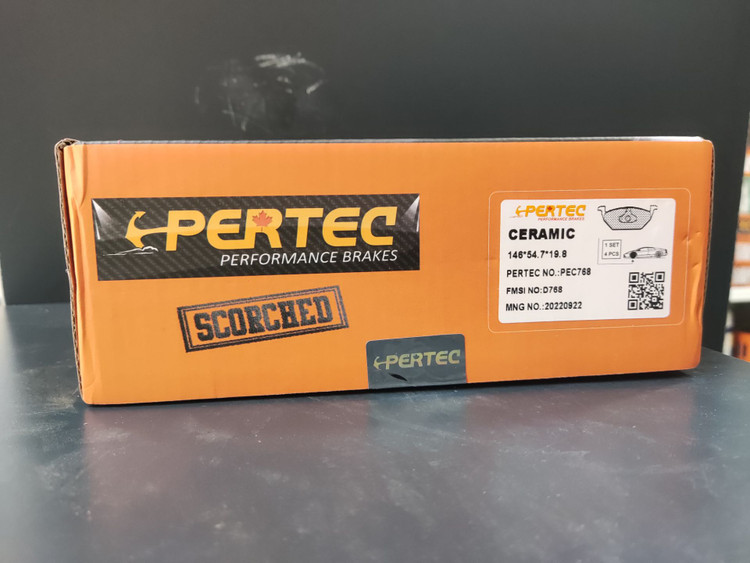 PERTEC
PERFORMANCE BRAKES
SCORCHED
PERTEC
PERTEC
PERFORMANCE BRAKES
CERAMIC
146*54.7*19.8
1 SET
4 PCS
PERTEC NO.:PEC768
FMSI NO:D768
MNG NO.:20220922